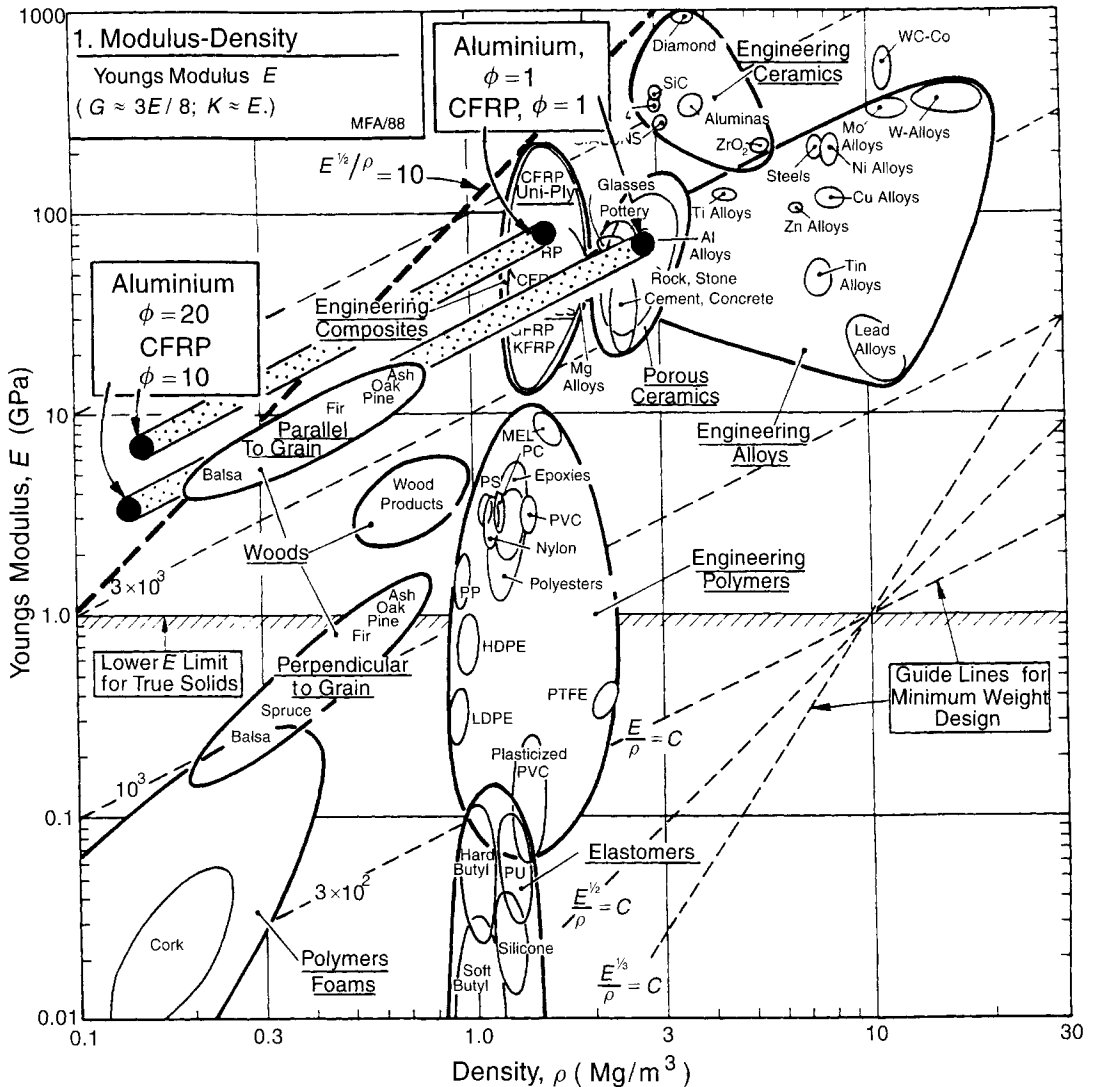 1000
1. Modulus-Density
Youngs Modulus E
( G ≈ 3E / 8; K ≈ E.)
MFA/88
Aluminium,
ϕ = 1
CFRP, ϕ = 1
Diamond
Engineering
Ceramics
WC-Co
SiC
Aluminas
ZrO₂
Mo
Alloys
W-Alloys
Steels
Ni Alloys
Cu Alloys
Zn Alloys
Ti Alloys
Tin
Alloys
Lead
Alloys
E^½/ρ = 10
CFRP
Uni-Ply
Glasses
Pottery
Al
Alloys
RP
Rock, Stone
Cement, Concrete
KFRP
Mg
Alloys
Porous
Ceramics
Engineering
Alloys
100
Aluminium
ϕ = 20
CFRP
ϕ = 10
Engineering
Composites
Ash
Oak
Pine
Fir
Parallel
To Grain
Balsa
10
MEL
PC
PS
Epoxies
PVC
Nylon
Polyesters
Wood
Products
Woods
Engineering
Polymers
3×10³
PP
1.0
Lower E Limit
for True Solids
Ash
Oak
Pine
Fir
Perpendicular
to Grain
Spruce
Balsa
HDPE
LDPE
PTFE
Plasticized
PVC
Guide Lines for
Minimum Weight
Design
E/ρ = C
10³
0.1
Hard
Butyl
PU
Elastomers
3×10²
E^½/ρ = C
Cork
Silicone
Soft
Butyl
Polymers
Foams
E^⅓/ρ = C
0.01
0.1
0.3
1.0
3
10
30
Density, ρ ( Mg/m³ )
Youngs Modulus, E (GPa)